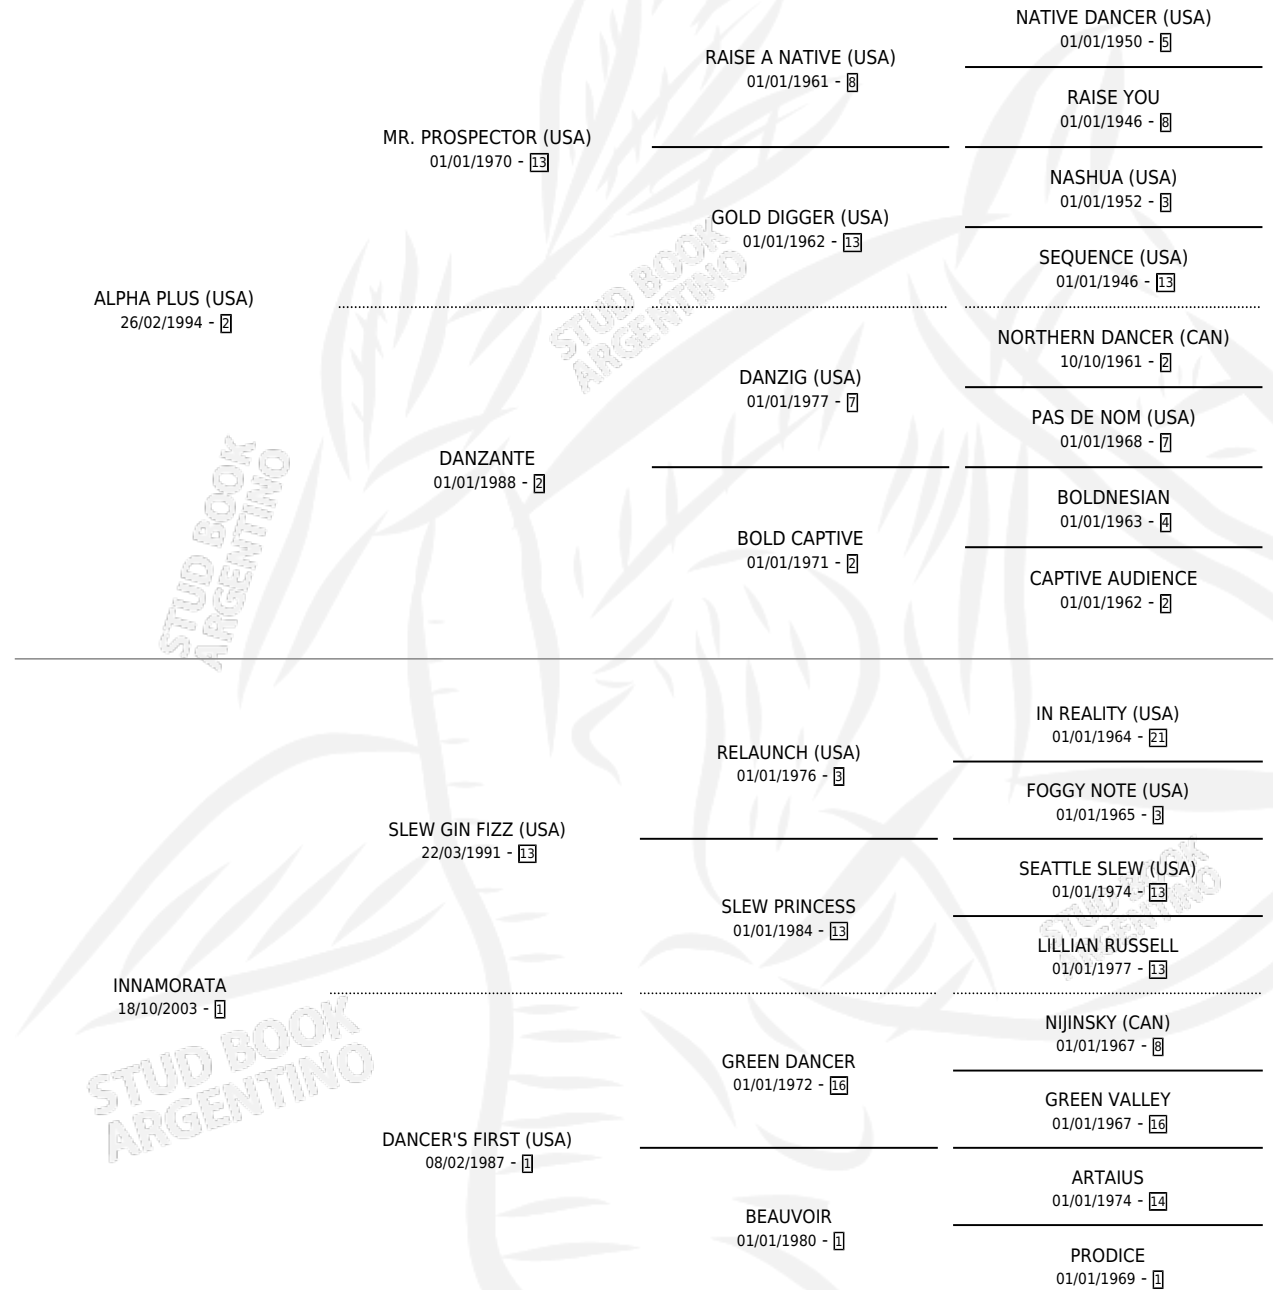 NATIVE DANCER (USA)
01/01/1950 - 5
RAISE A NATIVE (USA)
01/01/1961 - 8
RAISE YOU
01/01/1946 - 8
MR. PROSPECTOR (USA)
01/01/1970 - 13
NASHUA (USA)
01/01/1952 - 3
GOLD DIGGER (USA)
01/01/1962 - 13
SEQUENCE (USA)
01/01/1946 - 13
ALPHA PLUS (USA)
26/02/1994 - 2
NORTHERN DANCER (CAN)
10/10/1961 - 2
DANZIG (USA)
01/01/1977 - 7
PAS DE NOM (USA)
01/01/1968 - 7
DANZANTE
01/01/1988 - 2
BOLDNESIAN
01/01/1963 - 4
BOLD CAPTIVE
01/01/1971 - 2
CAPTIVE AUDIENCE
01/01/1962 - 2
IN REALITY (USA)
01/01/1964 - 21
RELAUNCH (USA)
01/01/1976 - 3
FOGGY NOTE (USA)
01/01/1965 - 3
SLEW GIN FIZZ (USA)
22/03/1991 - 13
SEATTLE SLEW (USA)
01/01/1974 - 13
SLEW PRINCESS
01/01/1984 - 13
LILLIAN RUSSELL
01/01/1977 - 13
INNAMORATA
18/10/2003 - 1
NIJINSKY (CAN)
01/01/1967 - 8
GREEN DANCER
01/01/1972 - 16
GREEN VALLEY
01/01/1967 - 16
DANCER'S FIRST (USA)
08/02/1987 - 1
ARTAIUS
01/01/1974 - 14
BEAUVOIR
01/01/1980 - 1
PRODICE
01/01/1969 - 1
STUD BOOK
ARGENTINO
STUD BOOK
ARGENTINO
STUD BOOK
ARGENTINO
STUD BOOK
ARGENTINO